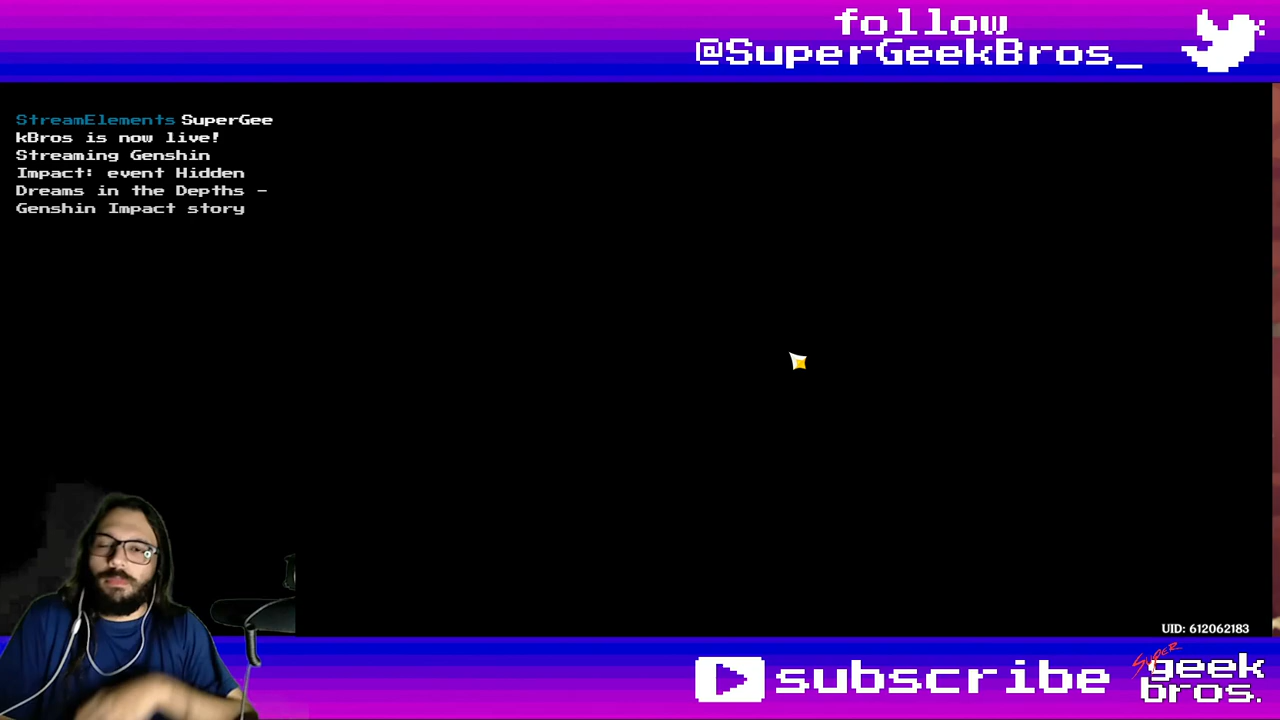 follow
@SuperGeekBros_
StreamElements SuperGee
kBros is now live!
Streaming Genshin
Impact: event Hidden
Dreams in the Depths -
Genshin Impact story
UID: 612062183
subscribe
Super
geek
bros.